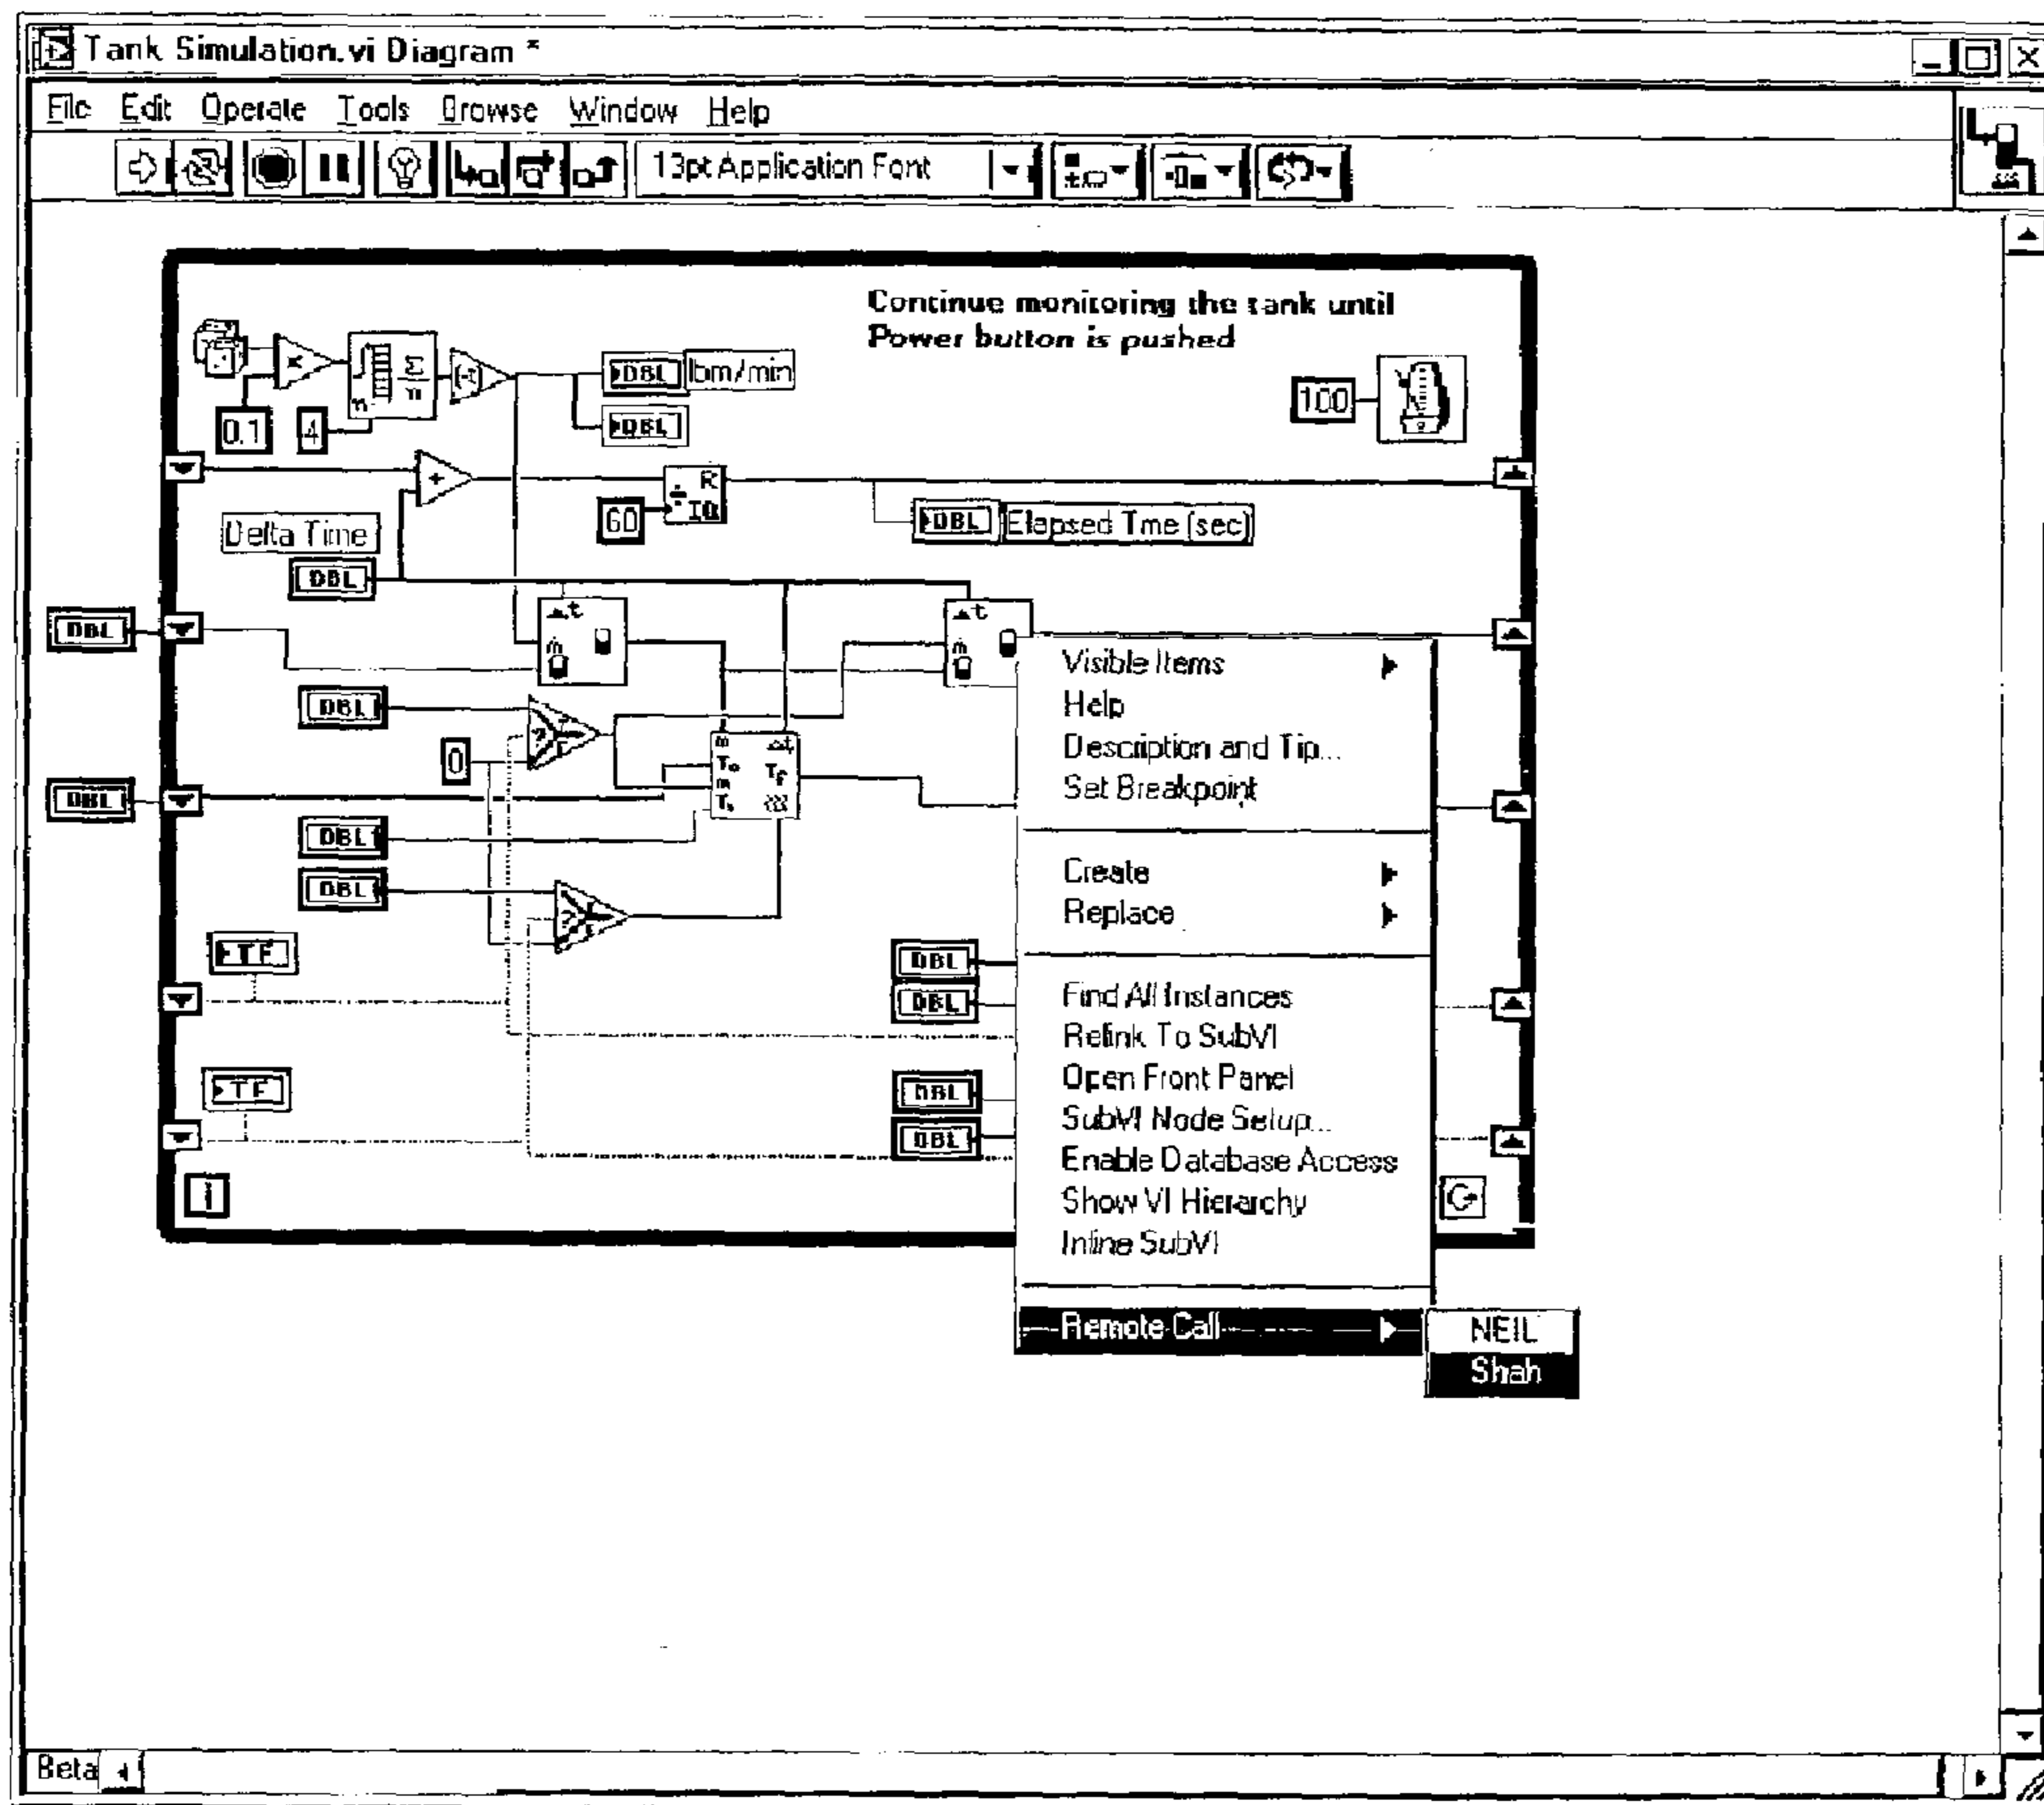 Tank Simulation.vi Diagram *
File Edit Operate Tools Browse Window Help
13pt Application Font
Continue monitoring the tank until
Power button is pushed
DBL lbm/min
100
0.1 4
DBL
R
60 IQ
DBL Elapsed Tme (sec)
Delta Time
DBL
DBL
t
m
t
m
DBL
0
m
To
Tf
m
DBL
DBL
DBL
TF
DBL
DBL
TF
DBL
DBL
i
Visible Items
Help
Description and Tip...
Set Breakpoint
Create
Replace
Find All Instances
Relink To SubVI
Open Front Panel
SubVI Node Setup...
Enable Database Access
Show VI Hierarchy
Inline SubVI
Remote Call
NEIL
Shah
Beta